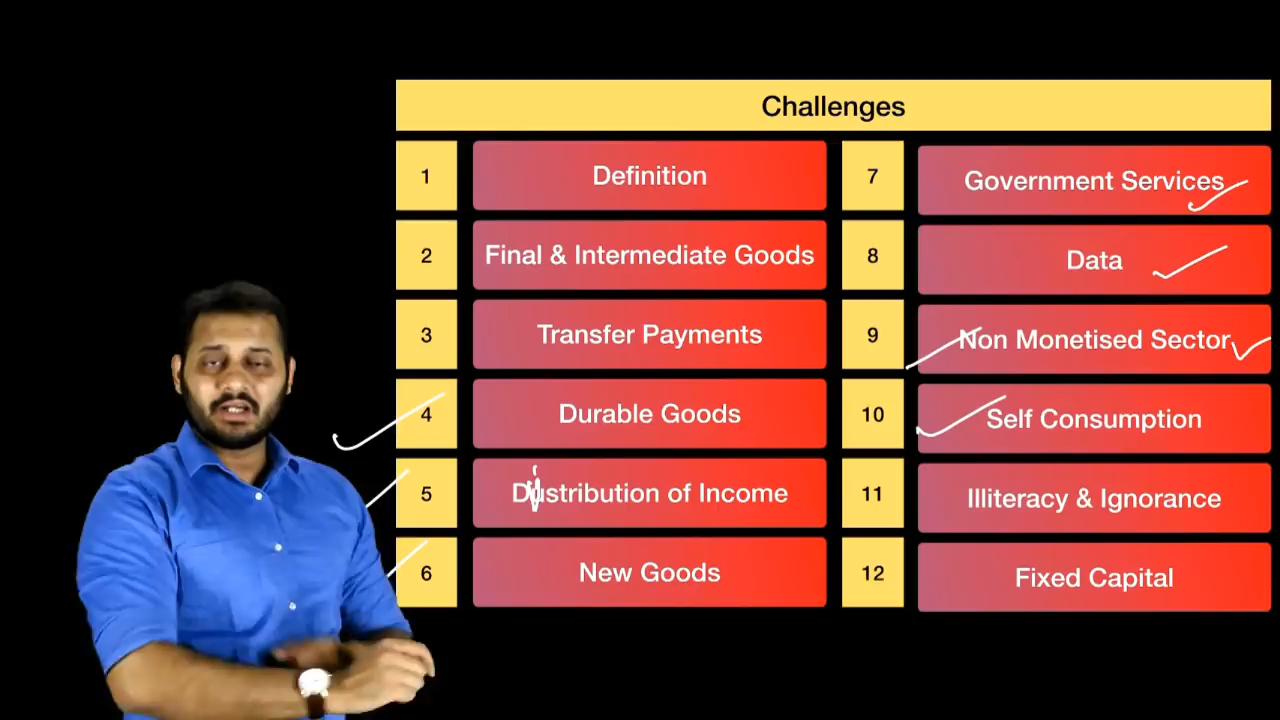 Challenges
1 Definition
2 Final & Intermediate Goods
3 Transfer Payments
4 Durable Goods
5 Dustribution of Income
6 New Goods
7 Government Services
8 Data
9 Non Monetised Sector
10 Self Consumption
11 Illiteracy & Ignorance
12 Fixed Capital